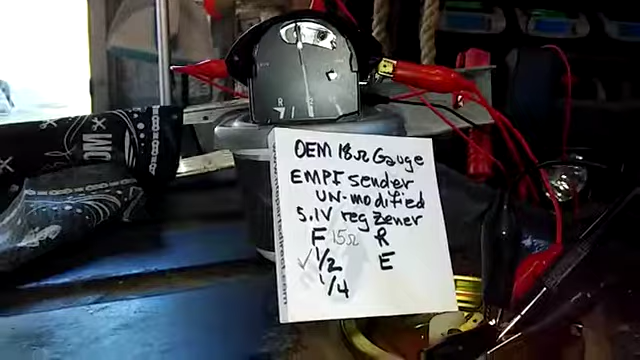 OEM 18Ω Gauge
EMPI sender
UN-modified
5.1V reg zener
F 15Ω R
✓ 1/2 E
1/4